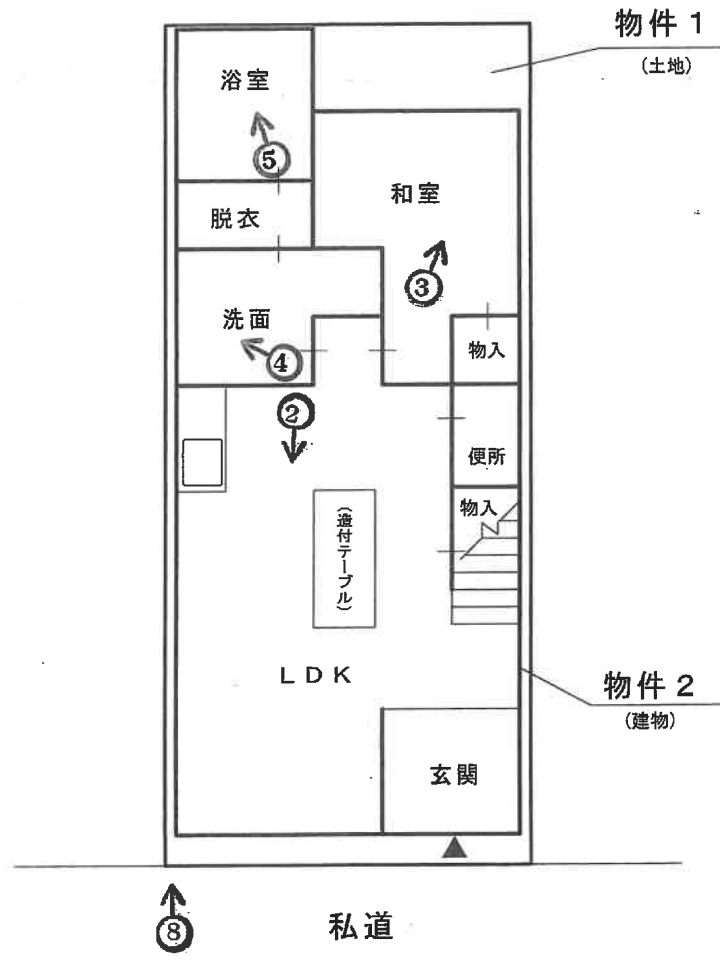 物件1
(土地)
浴室
⑤
和室
脱衣
③
洗面
④
物入
②
便所
物入
(造付テーブル)
LDK
物件2
(建物)
玄関
⑧
私道